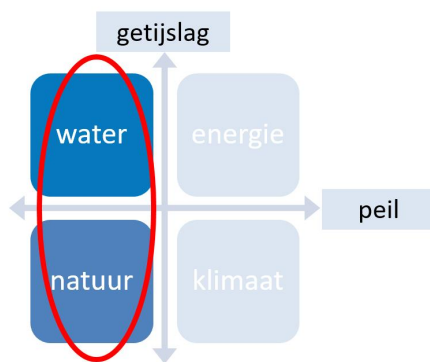 getijslag
water
energie
peil
natuur
klimaat